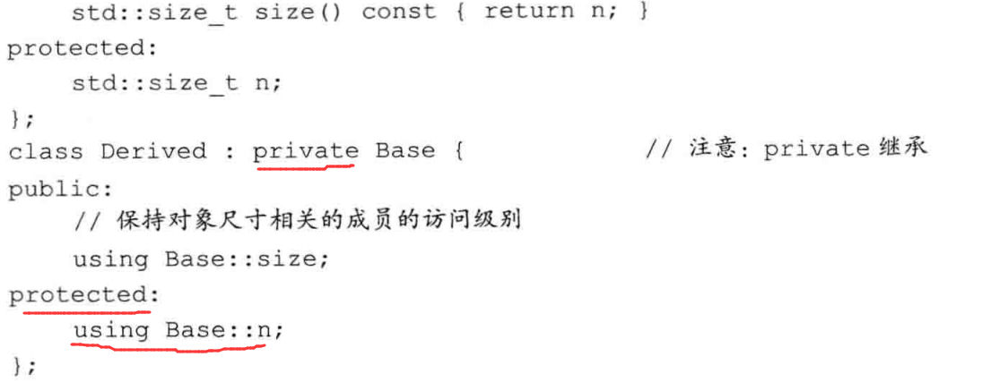 std::size_t size() const { return n; }
protected:
std::size_t n;
};
class Derived : private Base { // 注意：private 继承
public:
// 保持对象尺寸相关的成员的访问级别
using Base::size;
protected:
using Base::n;
};